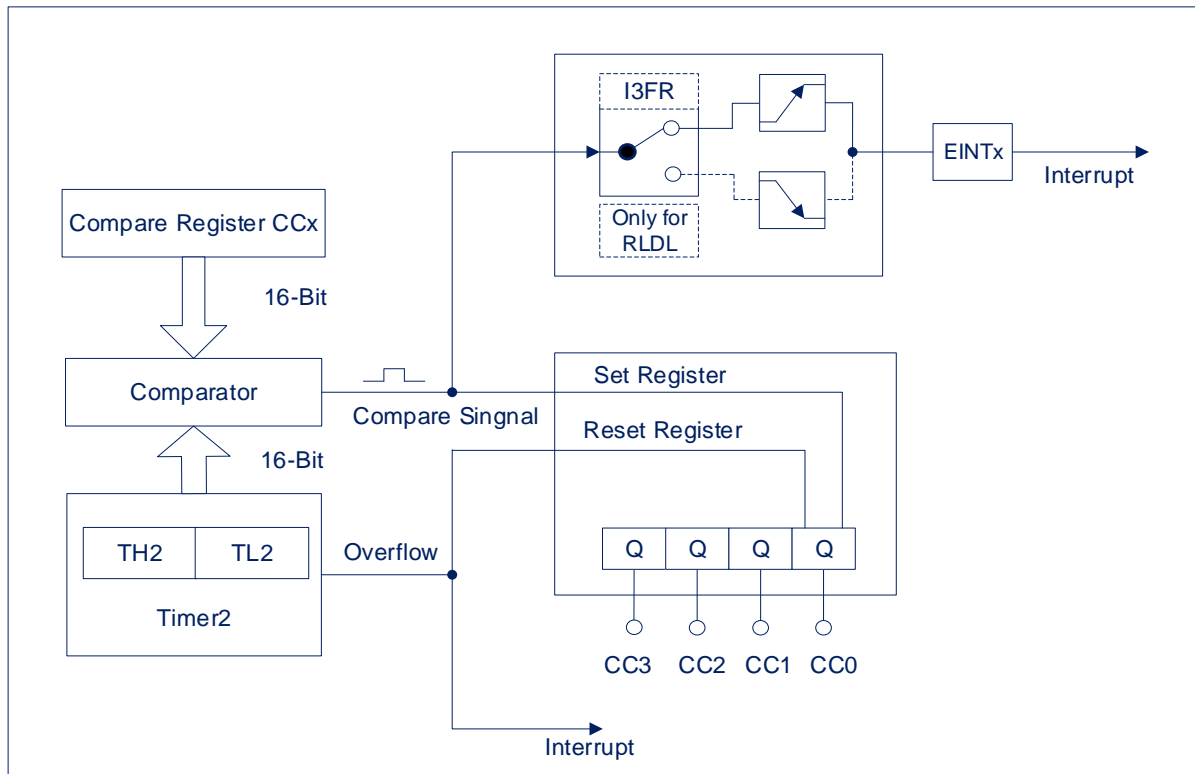 I3FR
Only for
RLDL
EINTx
Interrupt
Compare Register CCx
16-Bit
Comparator
Compare Singnal
16-Bit
TH2
TL2
Timer2
Overflow
Set Register
Reset Register
Q
Q
Q
Q
CC3
CC2
CC1
CC0
Interrupt